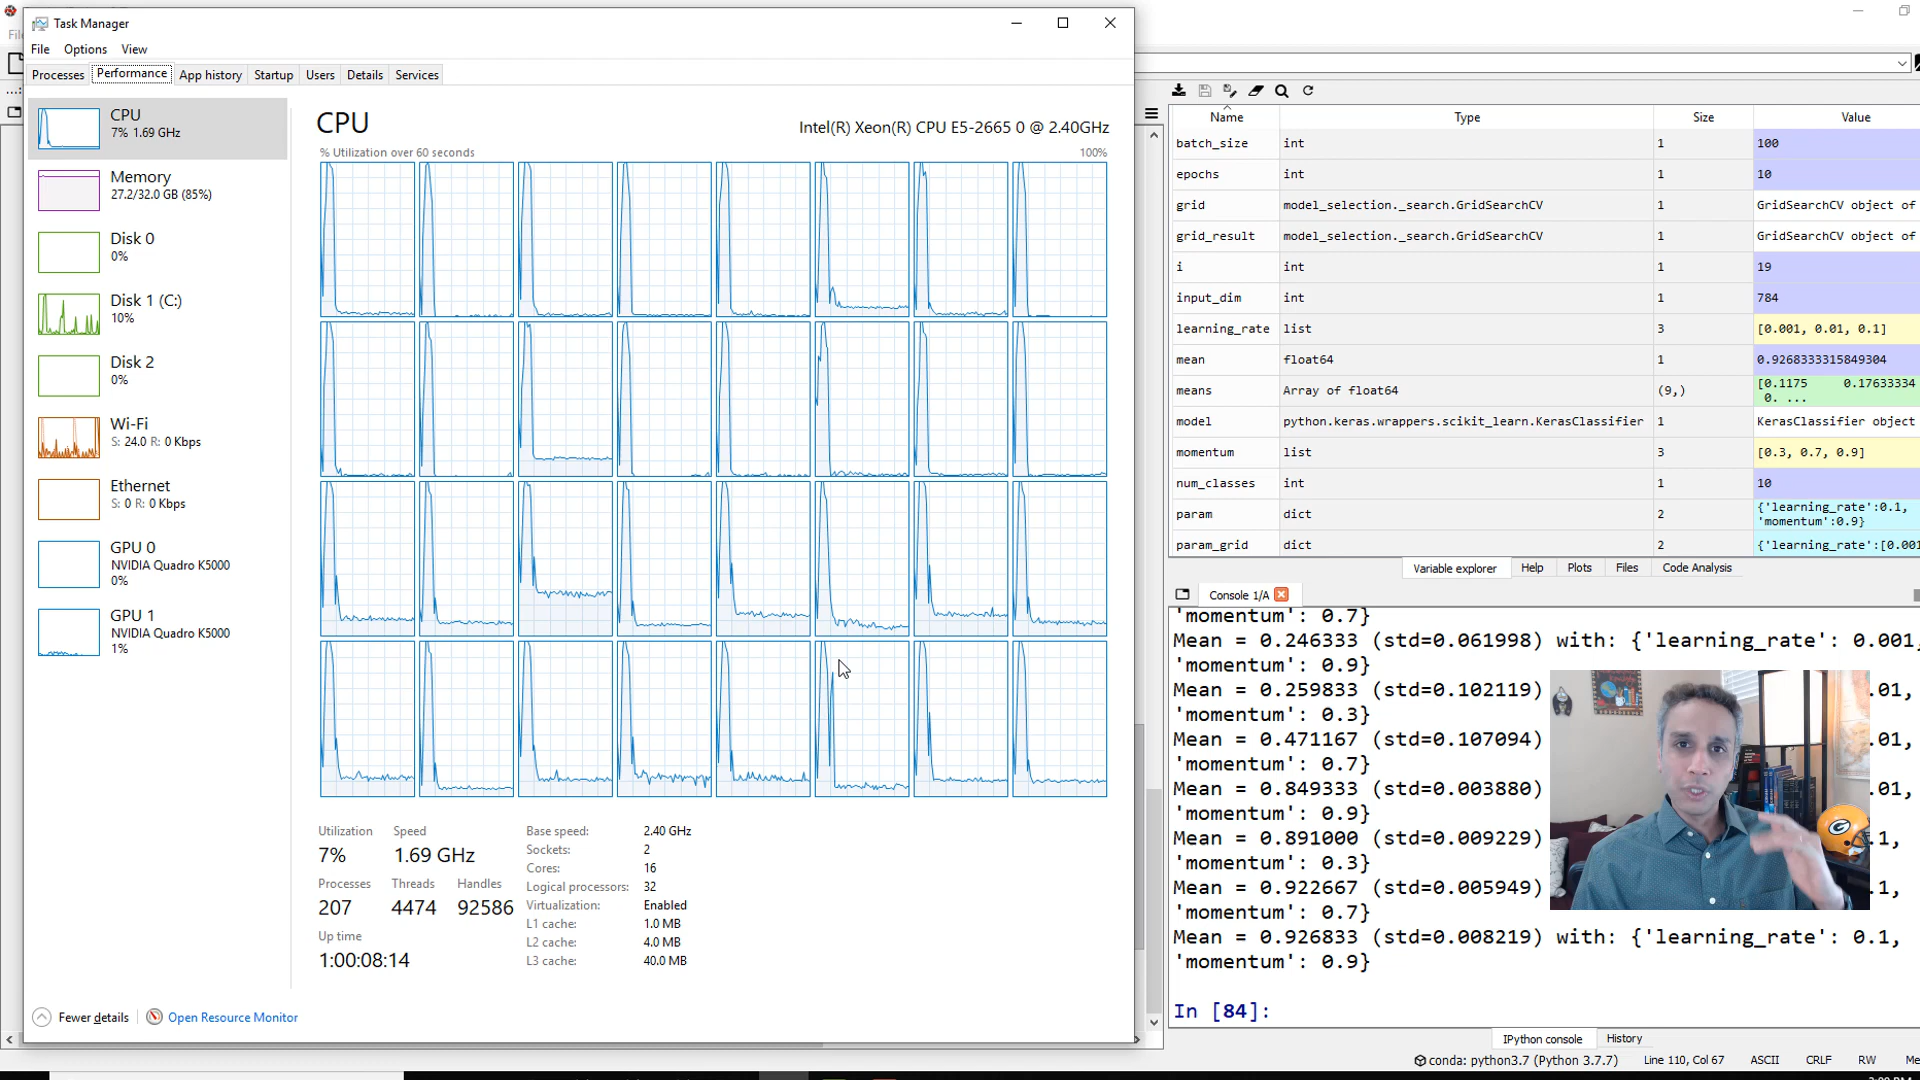 Task Manager
File Options View
Processes Performance App history Startup Users Details Services
CPU
7% 1.69 GHz
Memory
27.2/32.0 GB (85%)
Disk 0
0%
Disk 1 (C:)
10%
Disk 2
0%
Wi-Fi
S: 24.0 R: 0 Kbps
Ethernet
S: 0 R: 0 Kbps
GPU 0
NVIDIA Quadro K5000
0%
GPU 1
NVIDIA Quadro K5000
1%
CPU Intel(R) Xeon(R) CPU E5-2665 0 @ 2.40GHz
% Utilization over 60 seconds 100%
Utilization Speed
7% 1.69 GHz
Processes Threads Handles
207 4474 92586
Up time
1:00:08:14
Base speed: 2.40 GHz
Sockets: 2
Cores: 16
Logical processors: 32
Virtualization: Enabled
L1 cache: 1.0 MB
L2 cache: 4.0 MB
L3 cache: 40.0 MB
Fewer details Open Resource Monitor
Name Type Size Value
batch_size int 1 100
epochs int 1 10
grid model_selection._search.GridSearchCV 1 GridSearchCV object of
grid_result model_selection._search.GridSearchCV 1 GridSearchCV object of
i int 1 19
input_dim int 1 784
learning_rate list 3 [0.001, 0.01, 0.1]
mean float64 1 0.9268333315849304
means Array of float64 (9,) [0.1175 0.17633334
0. ...
model python.keras.wrappers.scikit_learn.KerasClassifier 1 KerasClassifier object
momentum list 3 [0.3, 0.7, 0.9]
num_classes int 1 10
param dict 2 {'learning_rate':0.1,
'momentum':0.9}
param_grid dict 2 {'learning_rate':[0.001
Variable explorer Help Plots Files Code Analysis
Console 1/A
'momentum': 0.7}
Mean = 0.246333 (std=0.061998) with: {'learning_rate': 0.001,
'momentum': 0.9}
Mean = 0.259833 (std=0.102119) .01,
'momentum': 0.3}
Mean = 0.471167 (std=0.107094) .01,
'momentum': 0.7}
Mean = 0.849333 (std=0.003880) .01,
'momentum': 0.9}
Mean = 0.891000 (std=0.009229) .1,
'momentum': 0.3}
Mean = 0.922667 (std=0.005949) .1,
'momentum': 0.7}
Mean = 0.926833 (std=0.008219) with: {'learning_rate': 0.1,
'momentum': 0.9}
In [84]:
IPython console History
conda: python3.7 (Python 3.7.7) Line 110, Col 67 ASCII CRLF RW